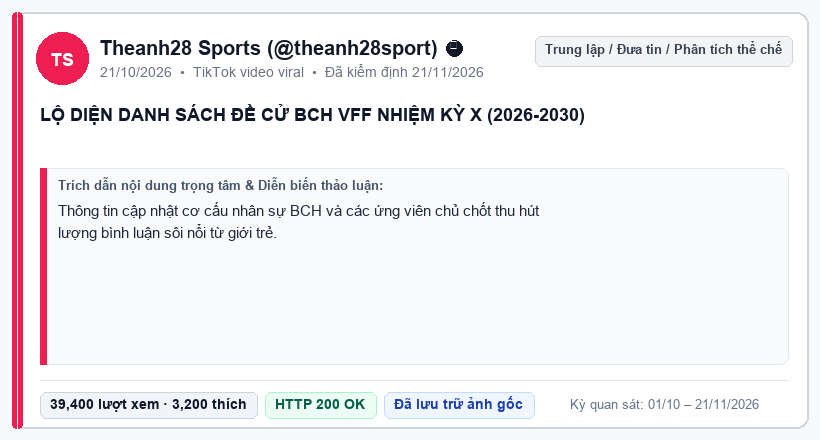 TS
Theanh28 Sports (@theanh28sport)
21/10/2026 • TikTok video viral • Đã kiểm định 21/11/2026
Trung lập / Đưa tin / Phân tích thể chế
LỘ DIỆN DANH SÁCH ĐỀ CỬ BCH VFF NHIỆM KỲ X (2026-2030)
Trích dẫn nội dung trọng tâm & Diễn biến thảo luận:
Thông tin cập nhật cơ cấu nhân sự BCH và các ứng viên chủ chốt thu hút
lượng bình luận sôi nổi từ giới trẻ.
39,400 lượt xem · 3,200 thích
HTTP 200 OK
Đã lưu trữ ảnh gốc
Kỳ quan sát: 01/10 – 21/11/2026